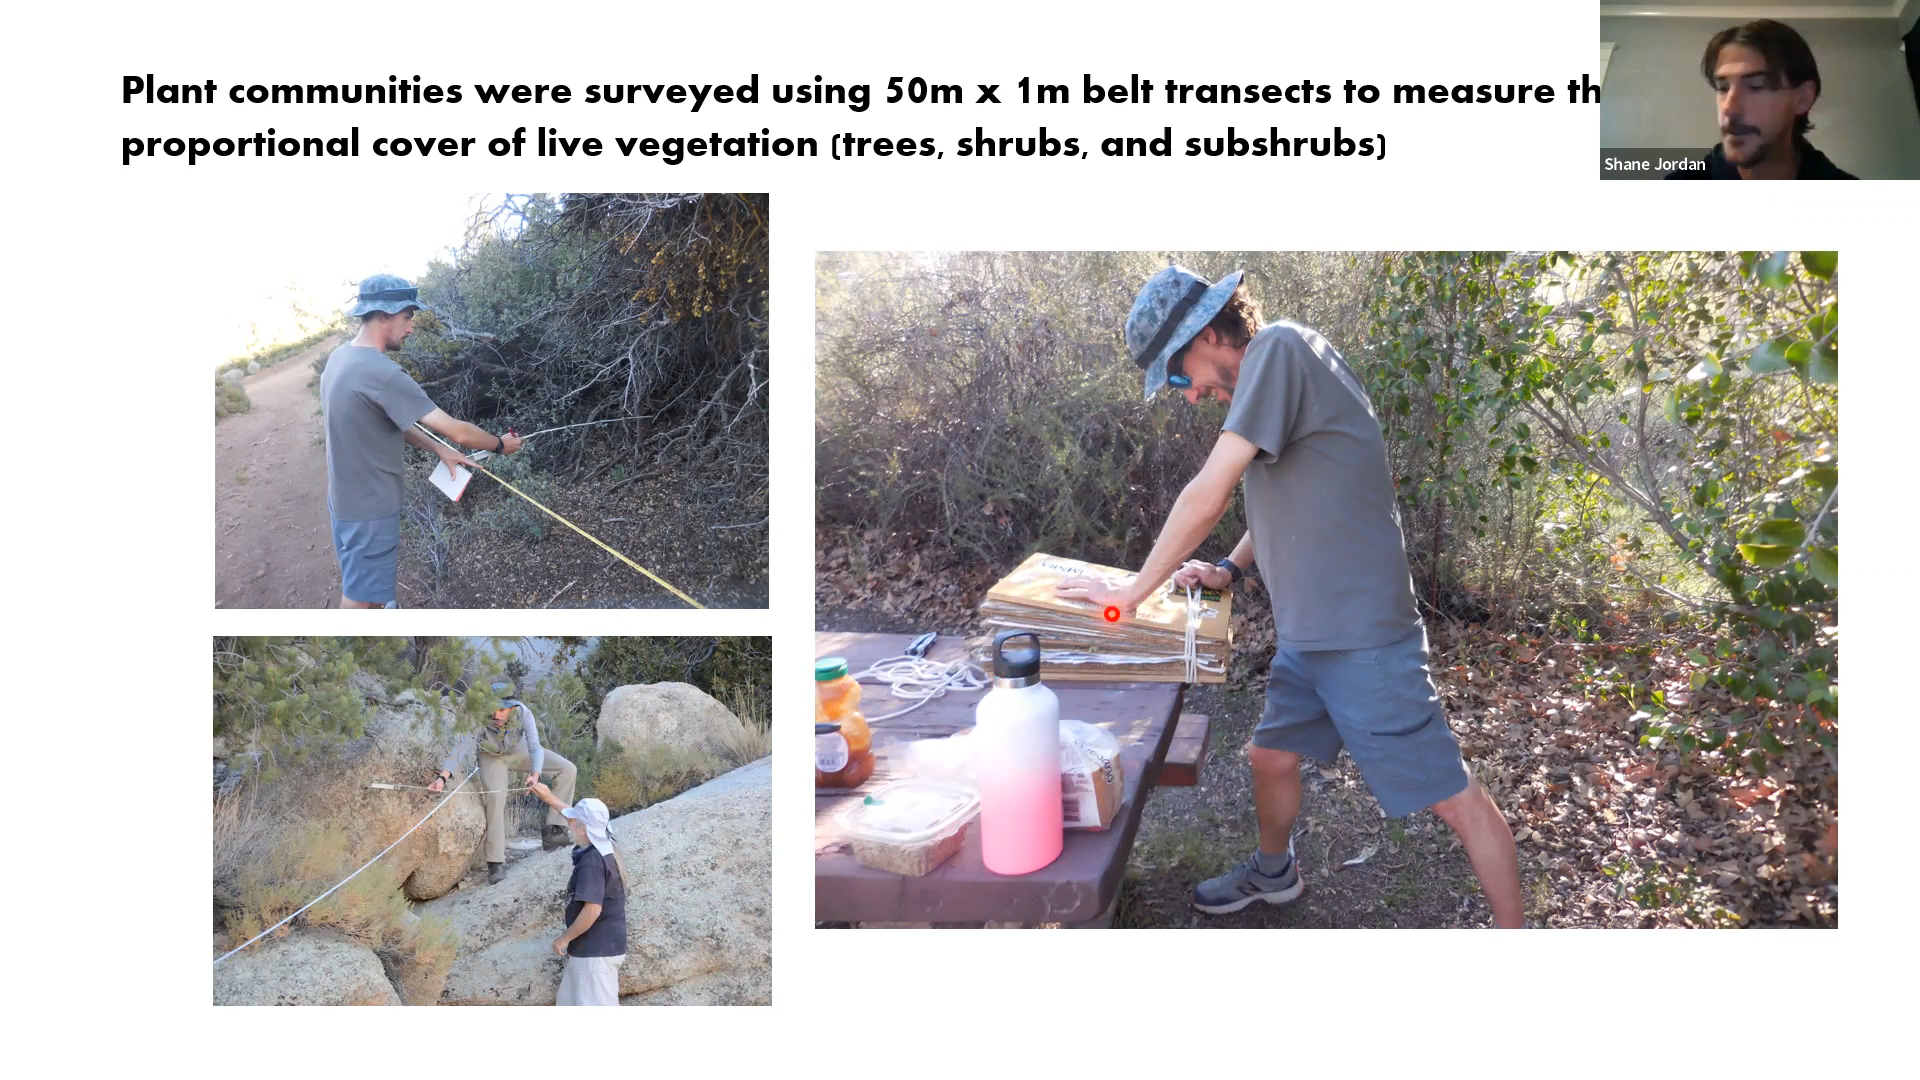 Plant communities were surveyed using 50m x 1m belt transects to measure th
proportional cover of live vegetation (trees, shrubs, and subshrubs)
Shane Jordan